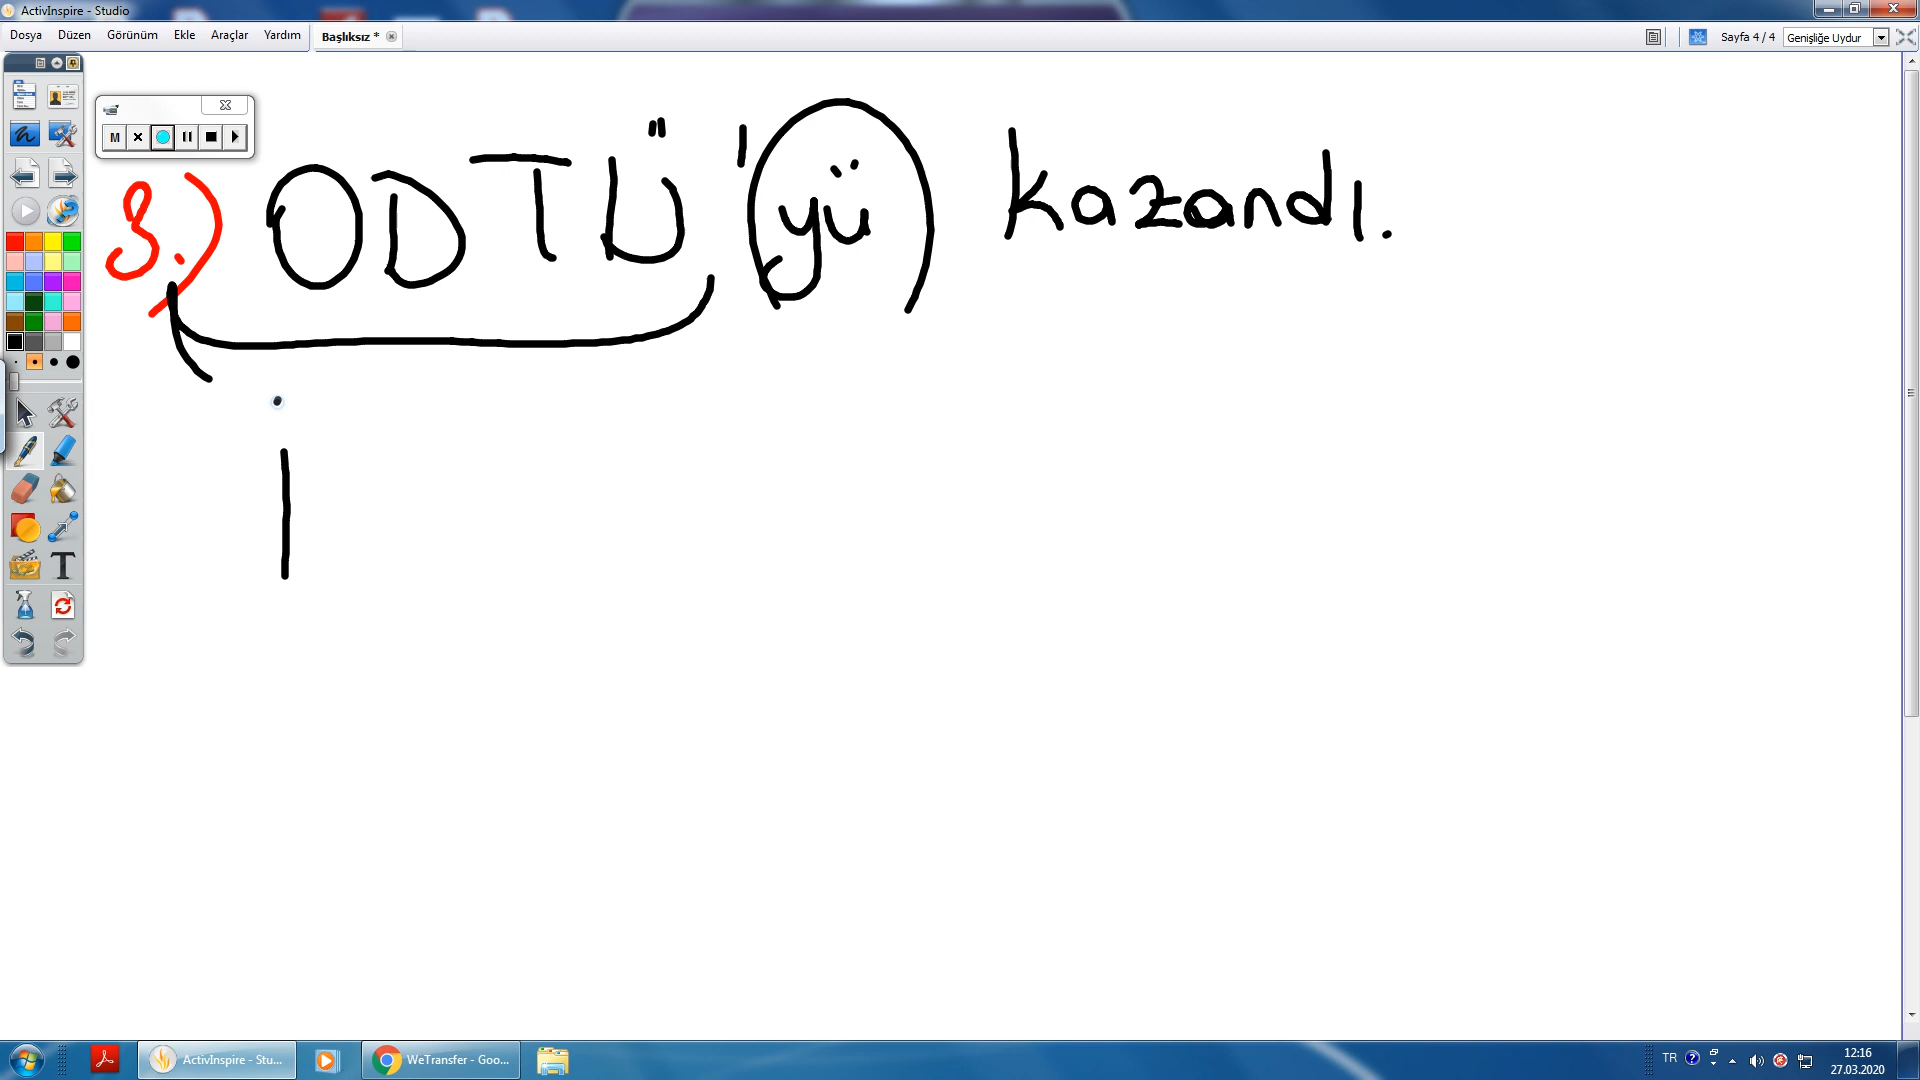 ActivInspire - Studio
Dosya Düzen Görünüm Ekle Araçlar Yardım Başlıksız * Sayfa 4 / 4 Genişliğe Uydur
M
3.) ODTÜ'yü kazandı.
T
ActivInspire - Stu... WeTransfer - Goo... TR 12:16
27.03.2020